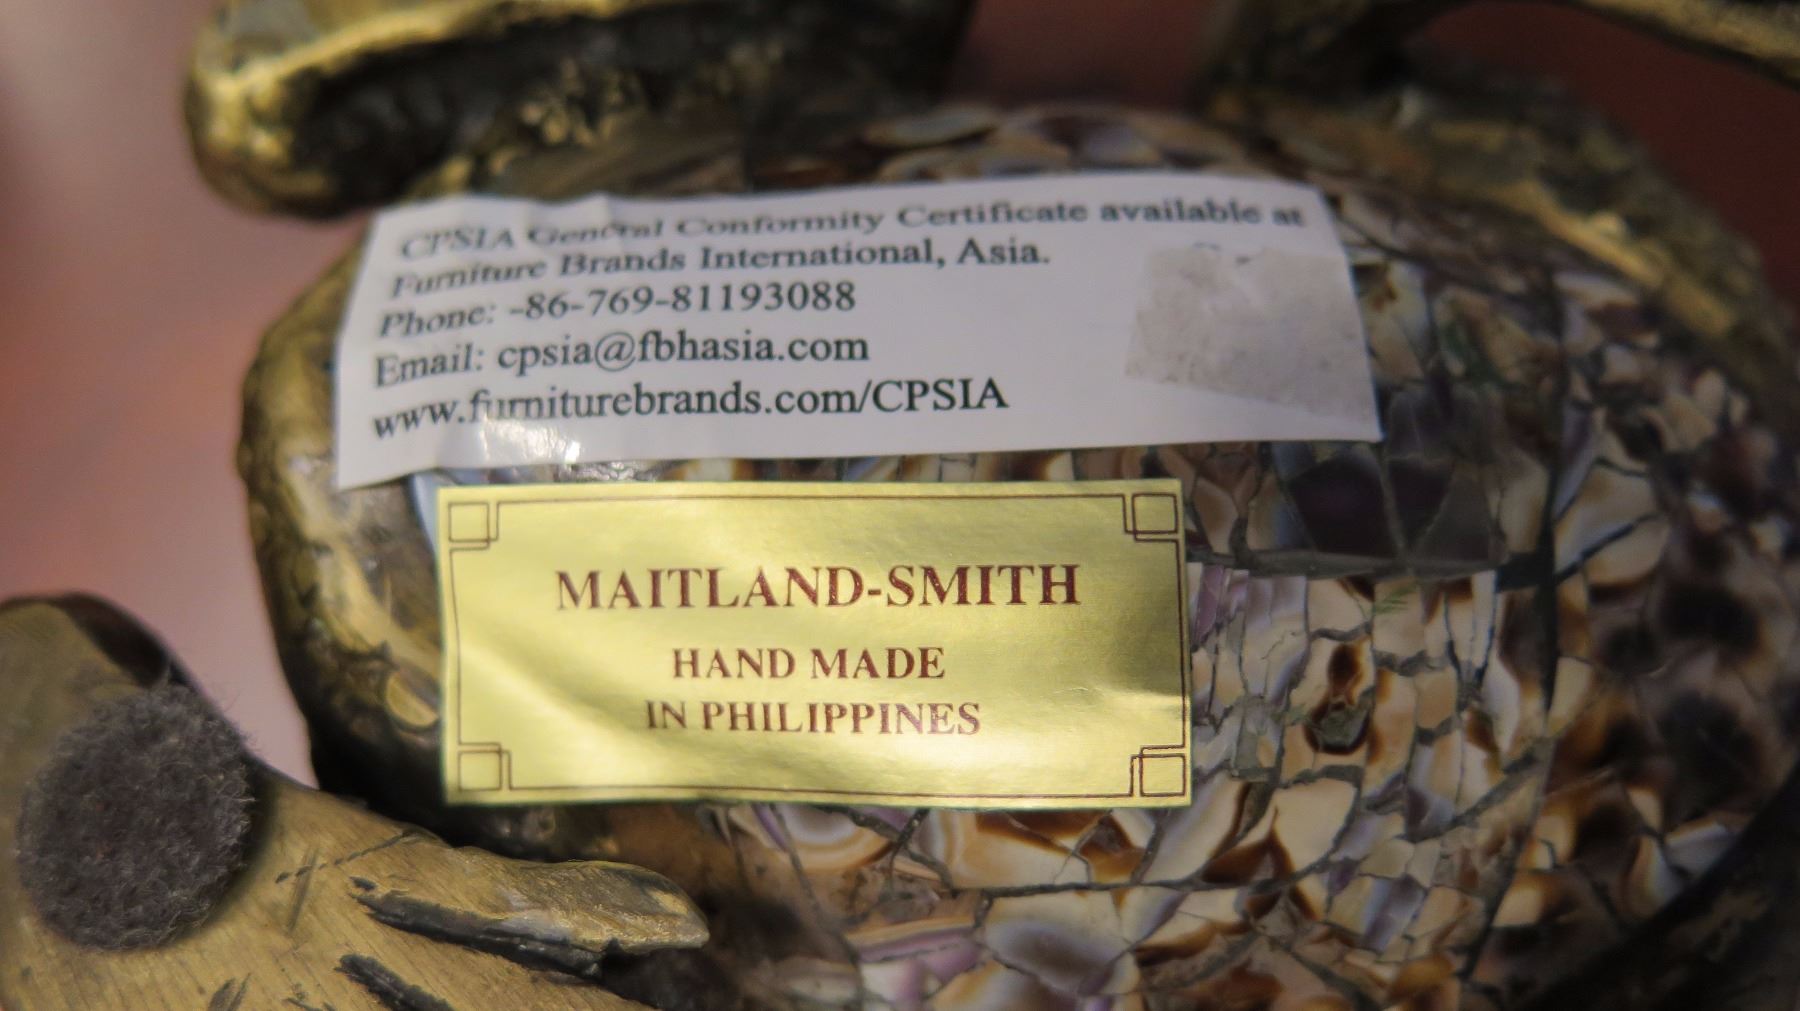 CPSIA General Conformity Certificate available at
Furniture Brands International, Asia.
Phone: -86-769-81193088
Email: cpsia@fbhasia.com
www.furniturebrands.com/CPSIA
MAITLAND-SMITH
HAND MADE
IN PHILIPPINES